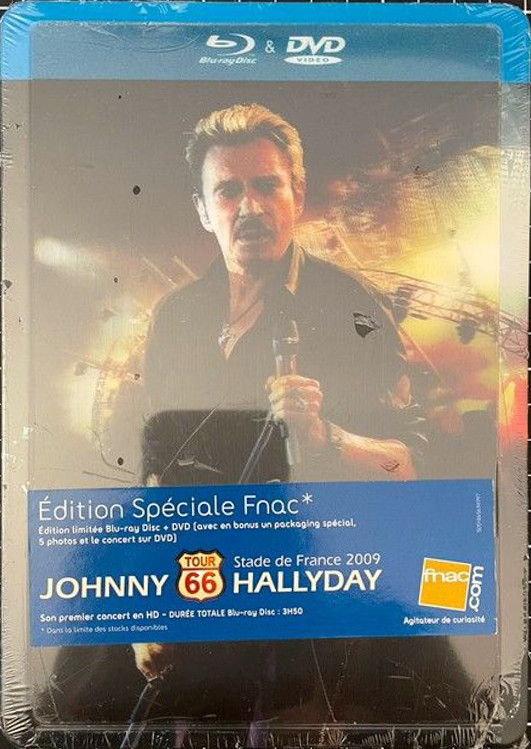 Blu-ray Disc & DVD
VIDEO
Édition Spéciale Fnac*
Édition limitée Blu-ray Disc + DVD (avec en bonus un packaging spécial,
5 photos et le concert sur DVD)
JOHNNY TOUR 66 HALLYDAY
Stade de France 2009
Son premier concert en HD - DURÉE TOTALE Blu-ray Disc : 3H50
* Dans la limite des stocks disponibles
fnac.com
Agitateur de curiosité